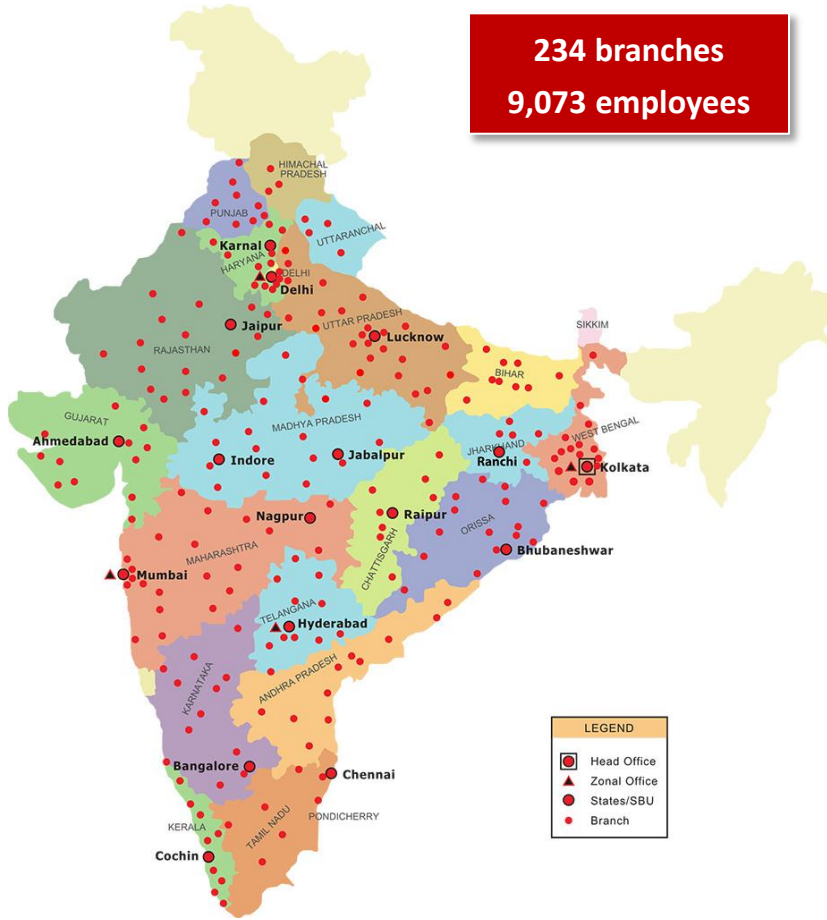 234 branches
9,073 employees
HIMACHAL
PRADESH
PUNJAB
UTTARANCHAL
Karnal
HARYANA
DELHI
Delhi
Jaipur
UTTAR PRADESH
Lucknow
SIKKIM
RAJASTHAN
BIHAR
GUJARAT
MADHYA PRADESH
WEST BENGAL
Ahmedabad
JHARKHAND
Indore
Jabalpur
Ranchi
Kolkata
Nagpur
Raipur
ORISSA
MAHARASHTRA
CHATTISGARH
Bhubaneshwar
Mumbai
TELANGANA
Hyderabad
ANDHRA PRADESH
KARNATAKA
LEGEND
Bangalore
Chennai
Head Office
Zonal Office
States/SBU
Branch
KERALA
TAMIL NADU
PONDICHERRY
Cochin